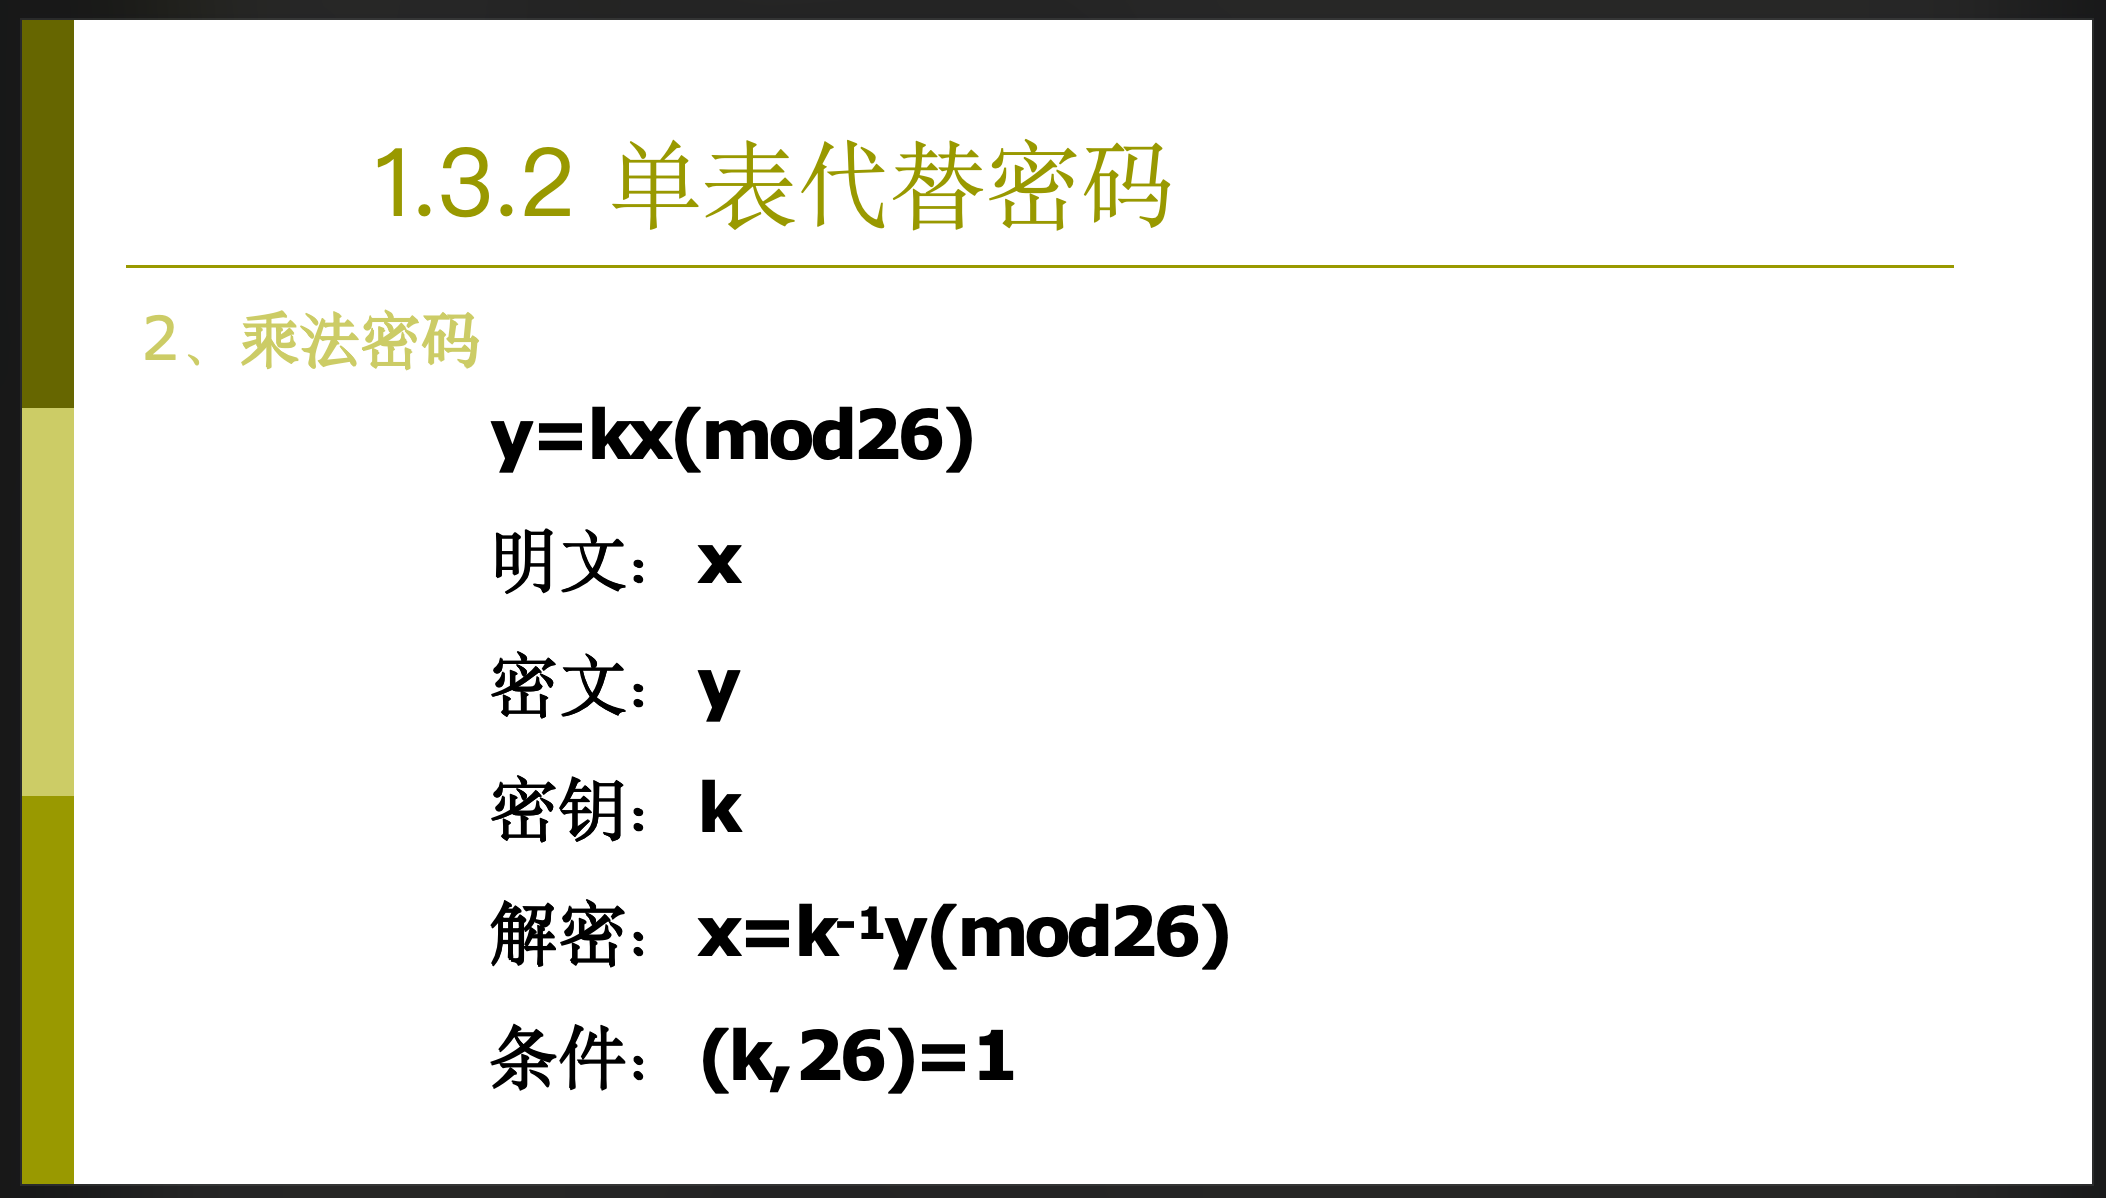 1.3.2 单表代替密码
2、乘法密码
y=kx(mod26)
明文：x
密文：y
密钥：k
解密：x=k⁻¹y(mod26)
条件：(k,26)=1